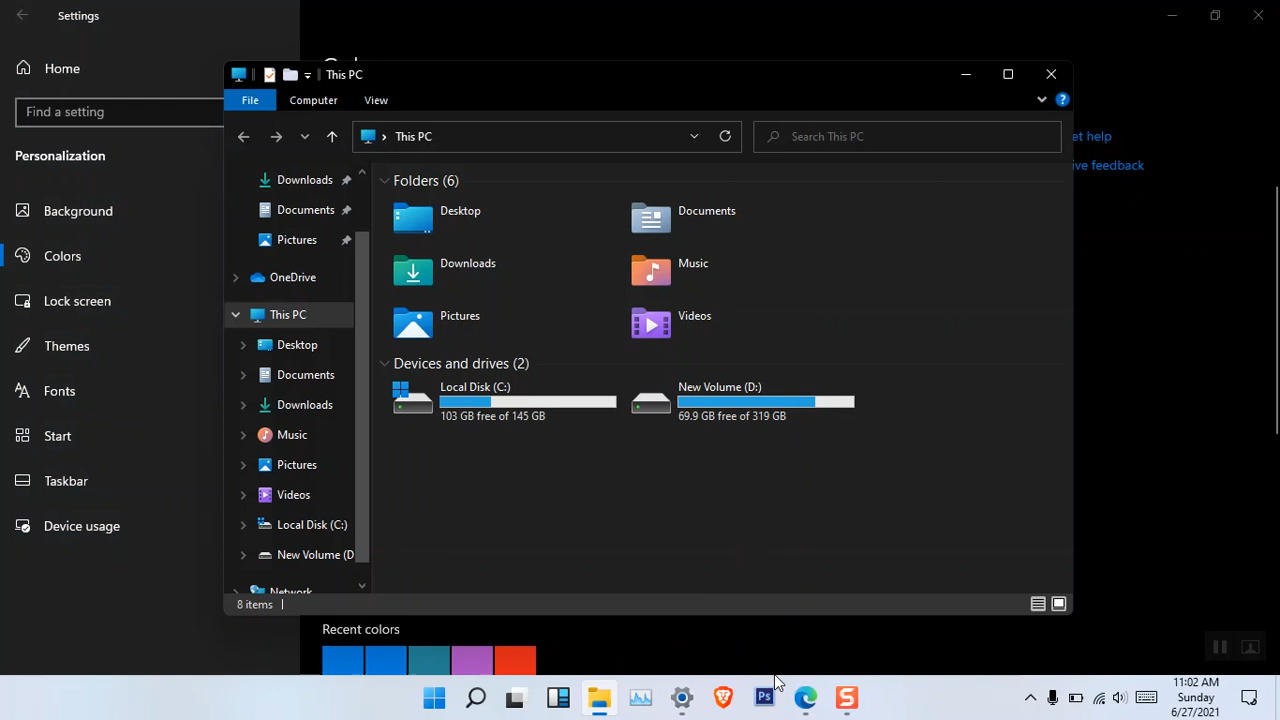 Settings
Home
Find a setting
Personalization
Background
Colors
Lock screen
Themes
Fonts
Start
Taskbar
Device usage
This PC
File Computer View
This PC
Search This PC
Downloads
Documents
Pictures
OneDrive
This PC
Desktop
Documents
Downloads
Music
Pictures
Videos
Local Disk (C:)
New Volume (D
Network
Folders (6)
Desktop
Documents
Downloads
Music
Pictures
Videos
Devices and drives (2)
Local Disk (C:)
103 GB free of 145 GB
New Volume (D:)
69.9 GB free of 319 GB
8 items
et help
ive feedback
Recent colors
Ps
S
11:02 AM
Sunday
6/27/2021